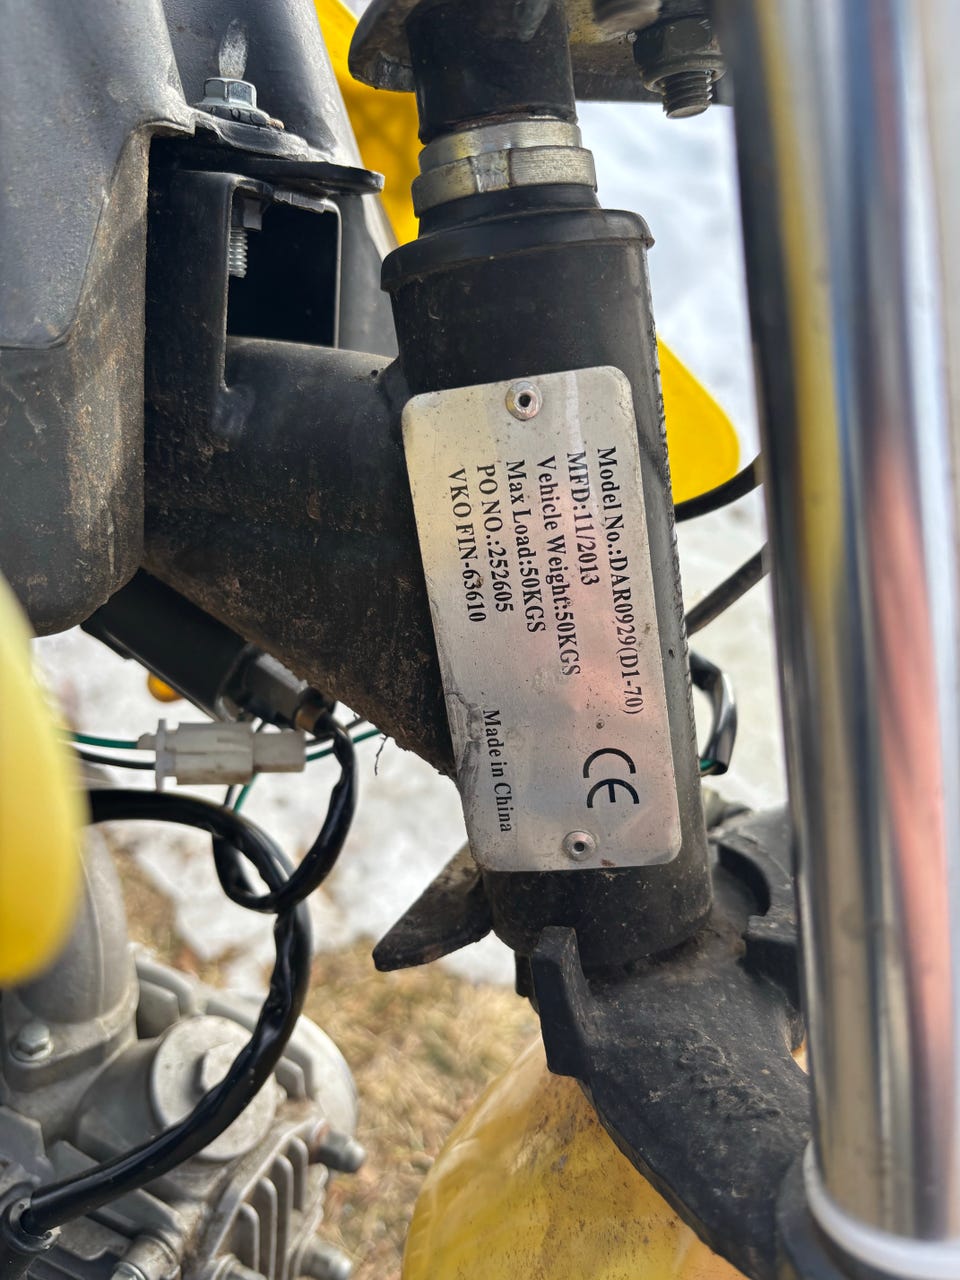 Model No.:DAR0929(D1-70)
MFD:11/2013
Vehicle Weight:50KGS
Max Load:50KGS
PO NO.:252605
VKO FIN-63610
CE
Made in China